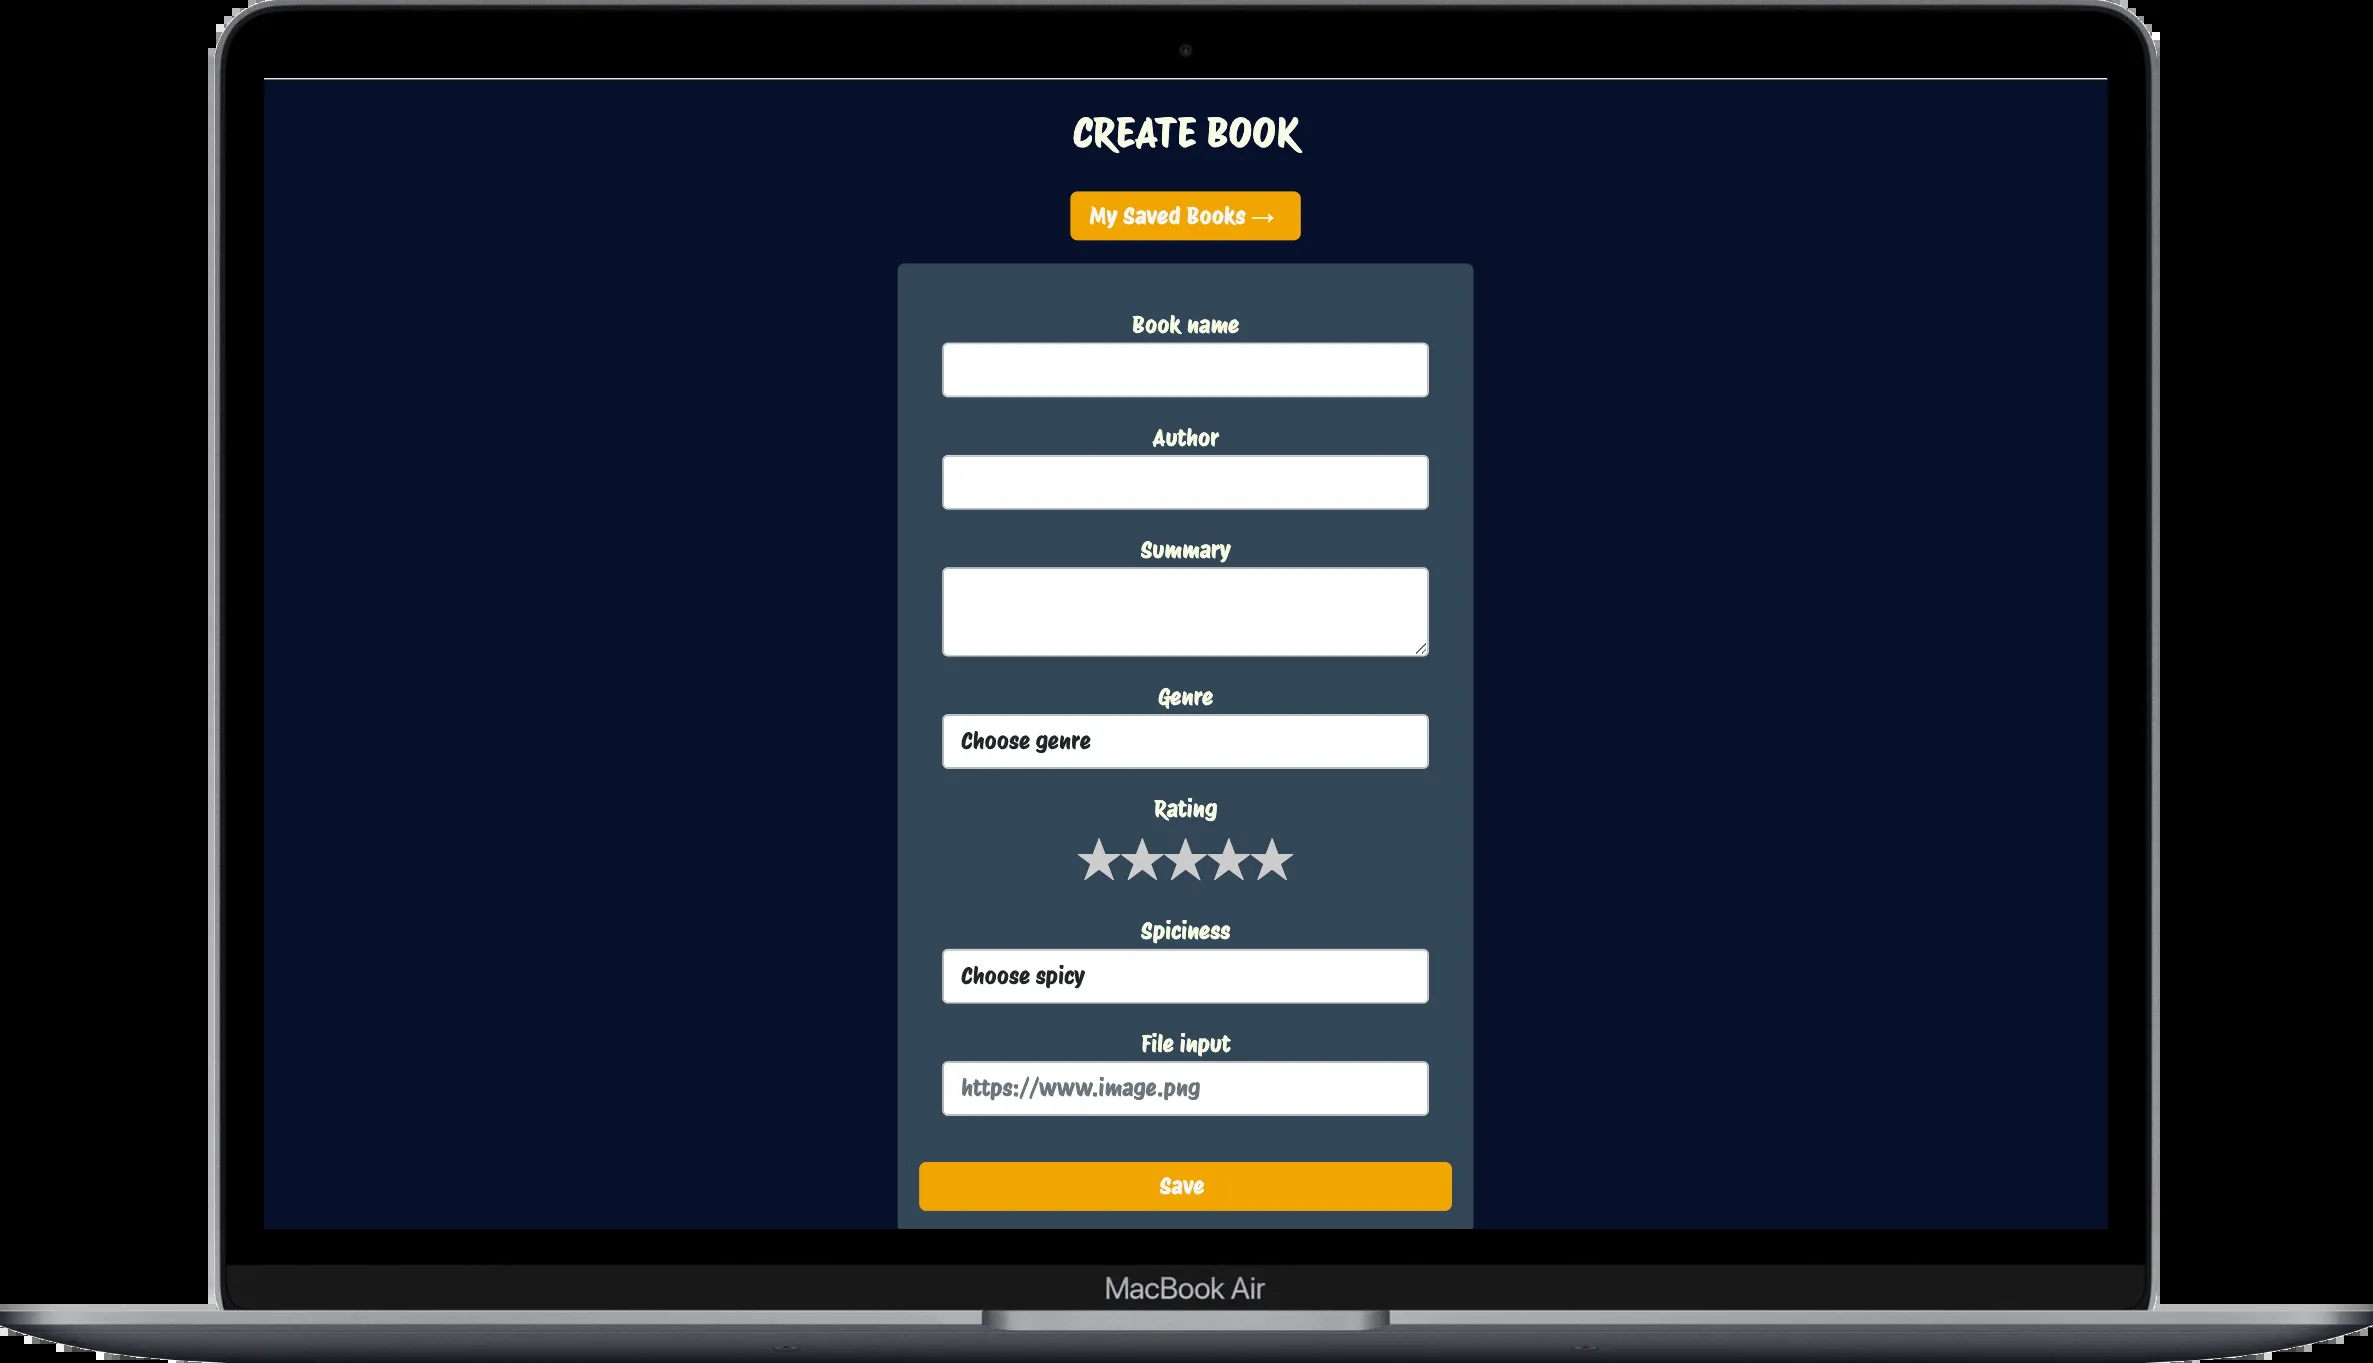 CREATE BOOK
My Saved Books →
Book name
Author
Summary
Genre
Choose genre
Rating
Spiciness
Choose spicy
File input
https://www.image.png
Save
MacBook Air